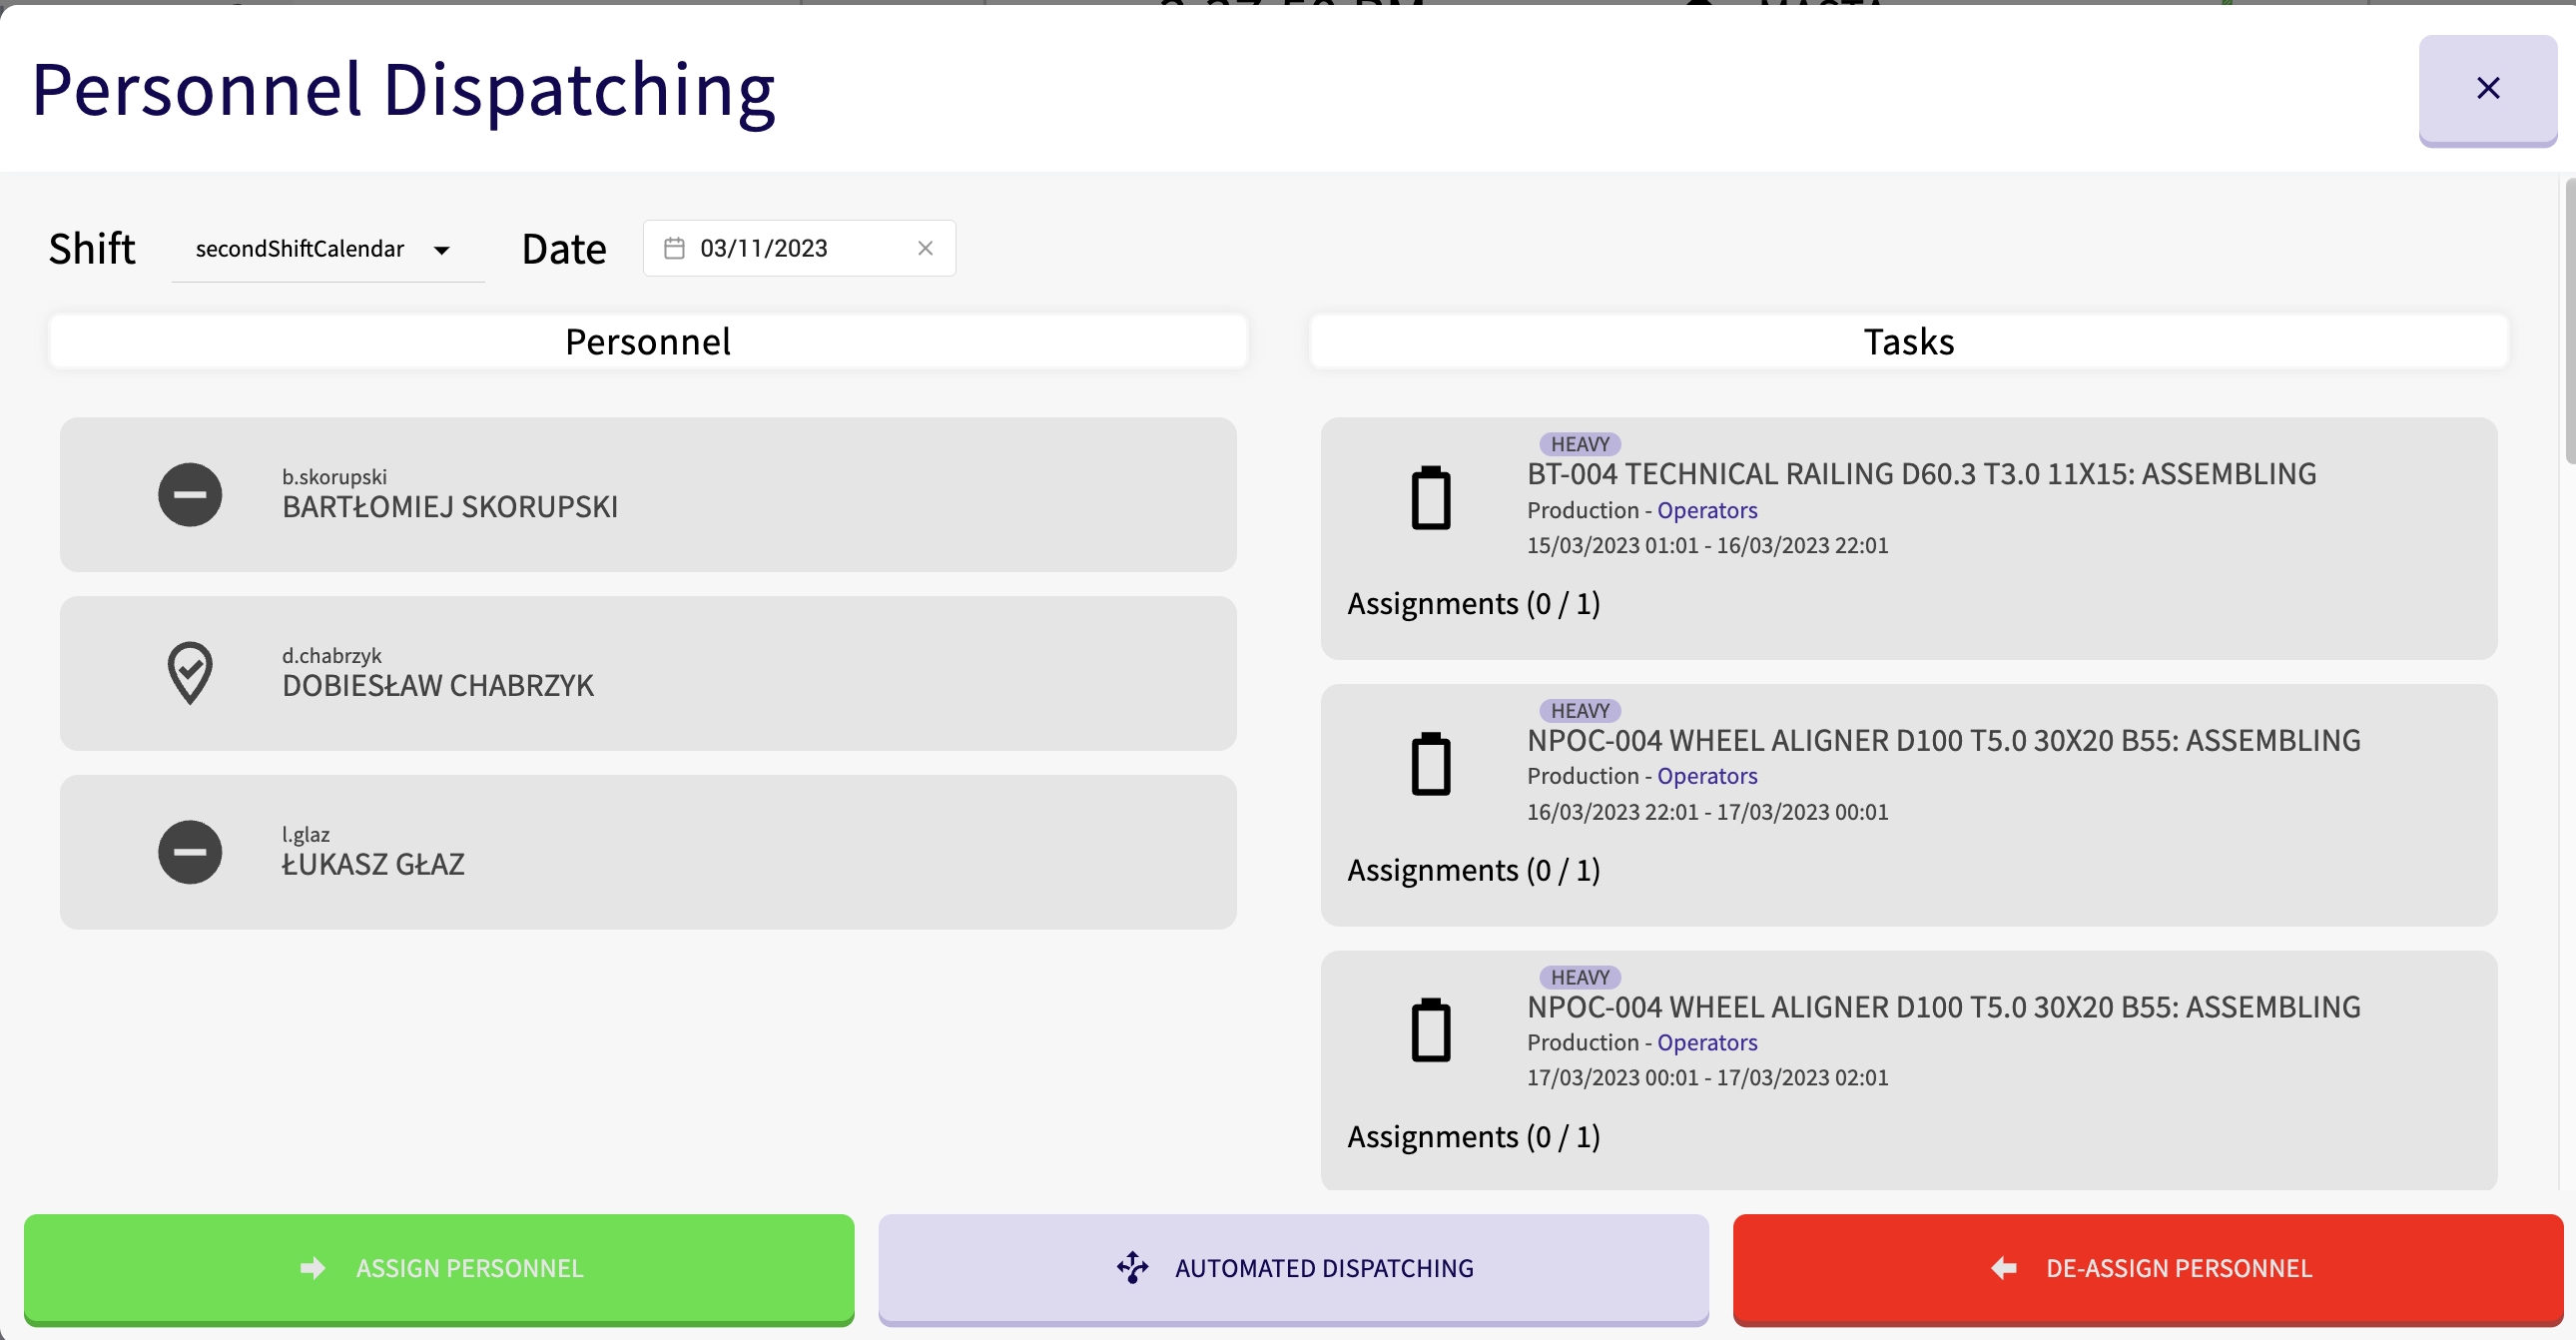 Personnel Dispatching
Shift secondShiftCalendar Date 03/11/2023
Personnel
b.skorupski
BARTŁOMIEJ SKORUPSKI
d.chabrzyk
DOBIESŁAW CHABRZYK
l.glaz
ŁUKASZ GŁAZ
Tasks
HEAVY
BT-004 TECHNICAL RAILING D60.3 T3.0 11X15: ASSEMBLING
Production - Operators
15/03/2023 01:01 - 16/03/2023 22:01
Assignments (0 / 1)
HEAVY
NPOC-004 WHEEL ALIGNER D100 T5.0 30X20 B55: ASSEMBLING
Production - Operators
16/03/2023 22:01 - 17/03/2023 00:01
Assignments (0 / 1)
HEAVY
NPOC-004 WHEEL ALIGNER D100 T5.0 30X20 B55: ASSEMBLING
Production - Operators
17/03/2023 00:01 - 17/03/2023 02:01
Assignments (0 / 1)
ASSIGN PERSONNEL
AUTOMATED DISPATCHING
DE-ASSIGN PERSONNEL